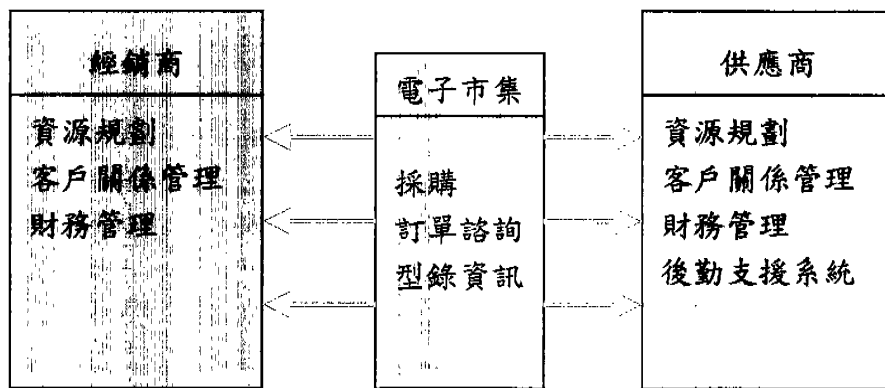 經銷商
資源規劃
客戶關係管理
財務管理
電子市集
採購
訂單諮詢
型錄資訊
供應商
資源規劃
客戶關係管理
財務管理
後勤支援系統